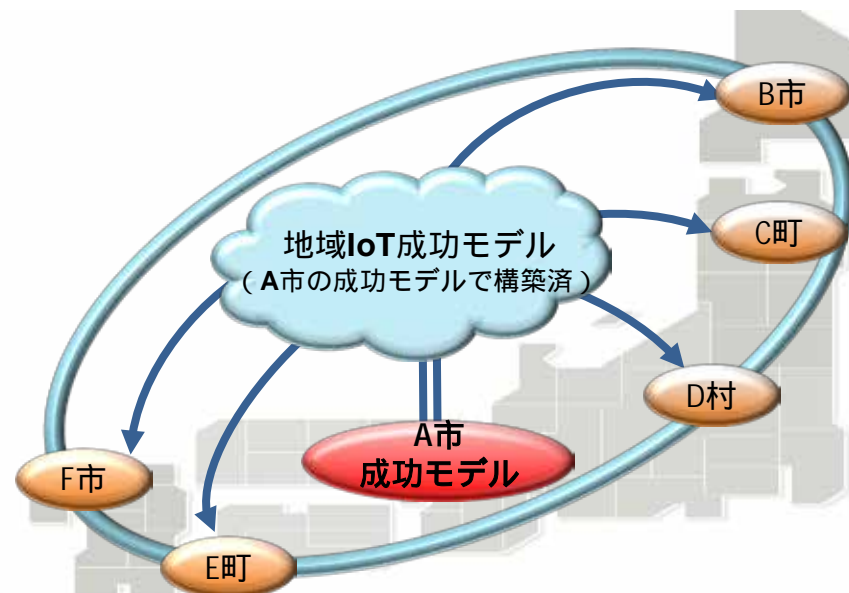 B市
C町
地域IoT成功モデル
（A市の成功モデルで構築済）
D村
A市
成功モデル
F市
E町